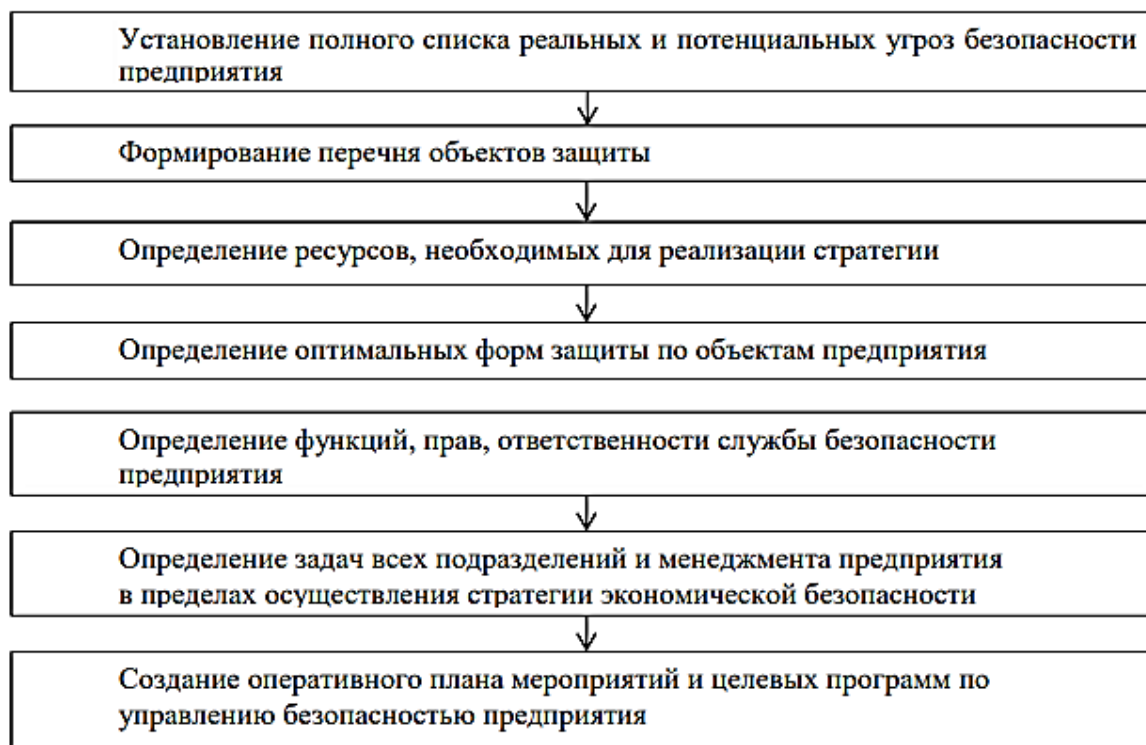 Установление полного списка реальных и потенциальных угроз безопасности
предприятия
Формирование перечня объектов защиты
Определение ресурсов, необходимых для реализации стратегии
Определение оптимальных форм защиты по объектам предприятия
Определение функций, прав, ответственности службы безопасности
предприятия
Определение задач всех подразделений и менеджмента предприятия
в пределах осуществления стратегии экономической безопасности
Создание оперативного плана мероприятий и целевых программ по
управлению безопасностью предприятия